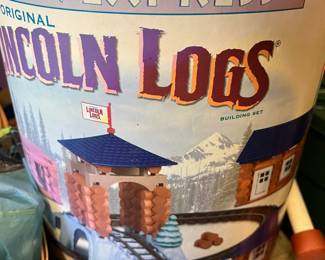 ORIGINAL
INCOLN LOGS®
BUILDING SET
LINCOLN
LOGS